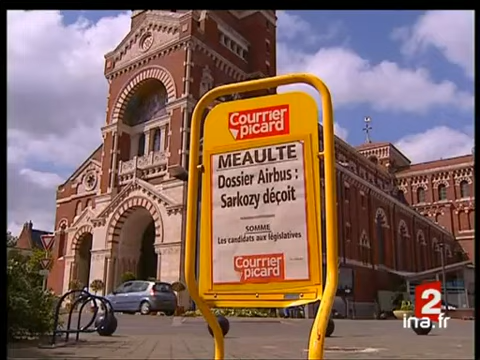 Courrier
picard
MEAULTE
Dossier Airbus :
Sarkozy déçoit
SOMME
Les candidats aux législatives
Courrier
picard
2
ina.fr